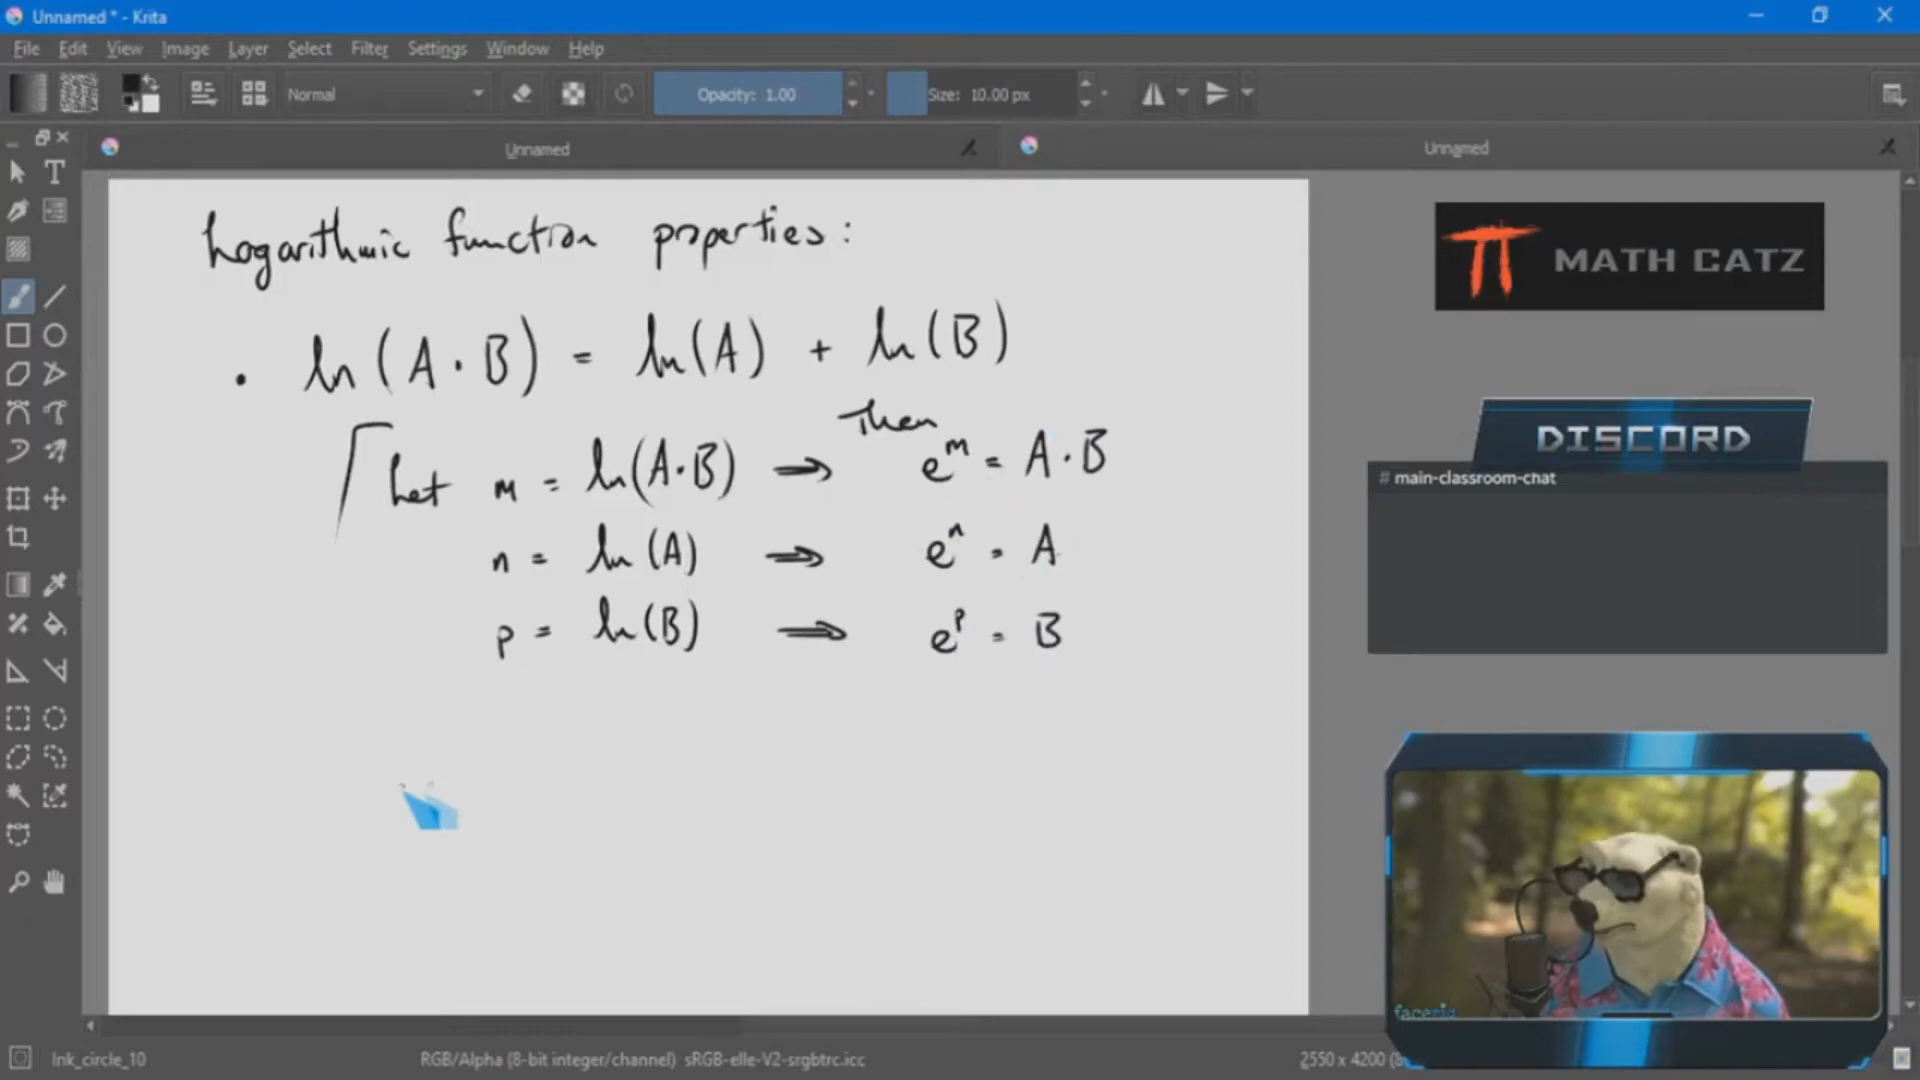 Unnamed * - Krita
File Edit View Image Layer Select Filter Settings Window Help
Normal
Opacity: 1.00
Size: 10.00 px
Unnamed
Unnamed
Logarithmic function properties:
• ln(A·B) = ln(A) + ln(B)
Then
Let m = ln(A·B) ⇒ e^m = A·B
n = ln(A) ⇒ e^n = A
p = ln(B) ⇒ e^p = B
MATH CATZ
DISCORD
# main-classroom-chat
facerig
Ink_circle_10
RGB/Alpha (8-bit integer/channel) sRGB-elle-V2-srgbtrc.icc
2550 x 4200 (8